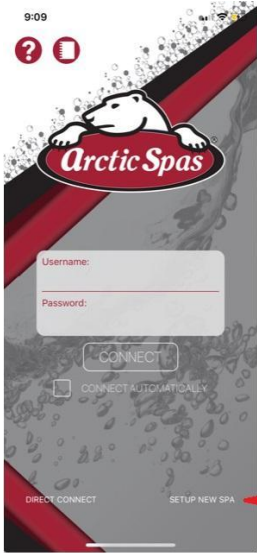 9:09
?
Arctic Spas
Username:
Password:
CONNECT
CONNECT AUTOMATICALLY
DIRECT CONNECT
SETUP NEW SPA